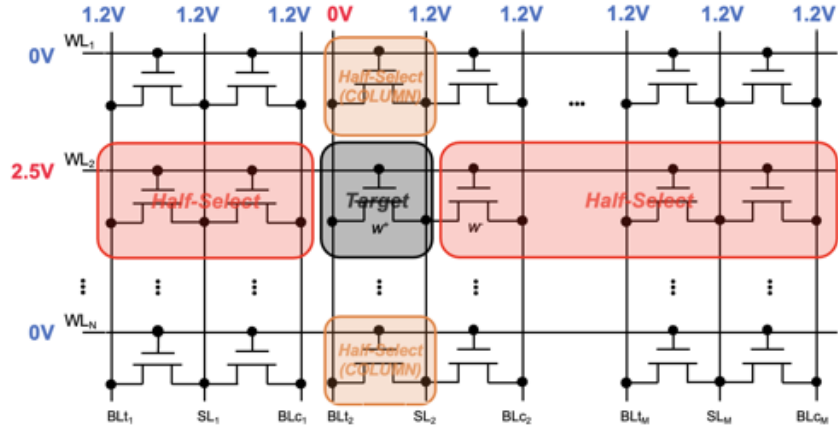 1.2V 1.2V 1.2V 0V 1.2V 1.2V 1.2V 1.2V 1.2V
0V WL1
Half-Select
(COLUMN)
...
2.5V WL2
Half-Select Target Half-Select
W+ W-
... ... ... ... ... ... ...
0V WLN
Half-Select
(COLUMN)
BLt1 SL1 BLc1 BLt2 SL2 BLc2 BLtM SLM BLcM